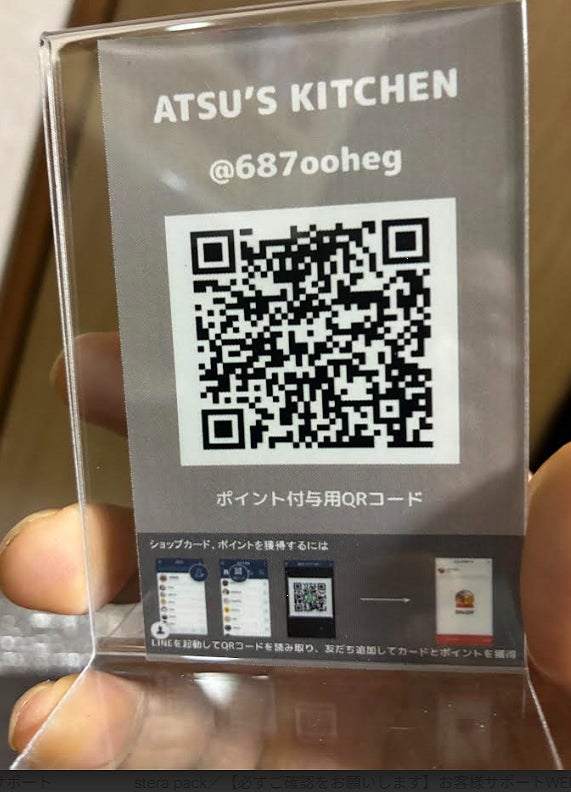 ATSU'S KITCHEN
@687ooheg
ポイント付与用QRコード
ショップカード、ポイントを獲得するには
LINEを起動してQRコードを読み取り、友だち追加してカードとポイントを獲得
サポート
stera pack／【必ずご確認をお願いします】お客様サポートWE